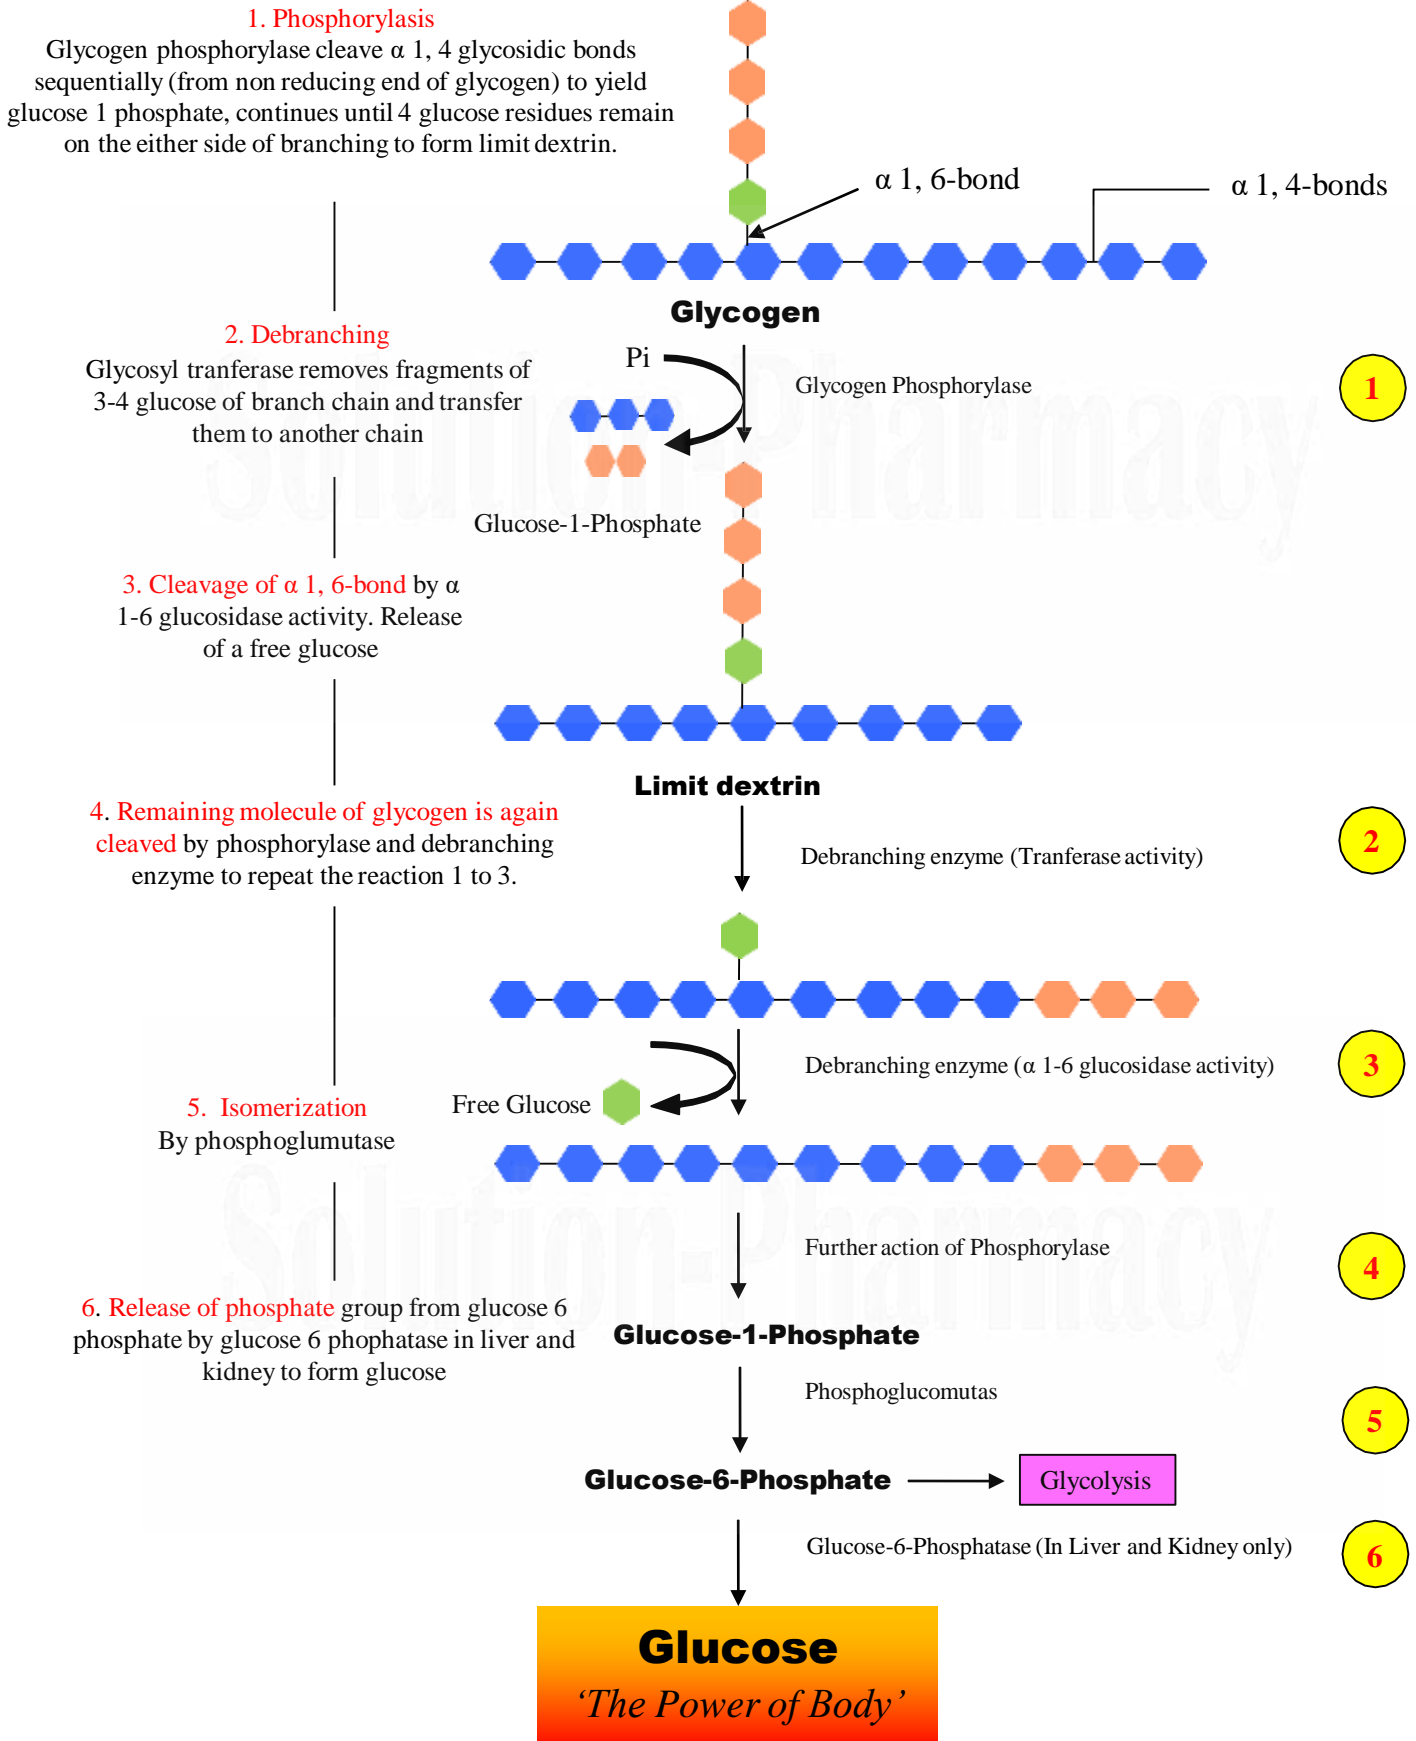 1. Phosphorylasis
Glycogen phosphorylase cleave α 1, 4 glycosidic bonds
sequentially (from non reducing end of glycogen) to yield
glucose 1 phosphate, continues until 4 glucose residues remain
on the either side of branching to form limit dextrin.
α 1, 6-bond
α 1, 4-bonds
Glycogen
2. Debranching
Glycosyl tranferase removes fragments of
3-4 glucose of branch chain and transfer
them to another chain
Pi
Glycogen Phosphorylase
1
Glucose-1-Phosphate
Solution-Pharmacy
3. Cleavage of α 1, 6-bond by α
1-6 glucosidase activity. Release
of a free glucose
Limit dextrin
4. Remaining molecule of glycogen is again
cleaved by phosphorylase and debranching
enzyme to repeat the reaction 1 to 3.
Debranching enzyme (Tranferase activity)
2
Debranching enzyme (α 1-6 glucosidase activity)
3
Free Glucose
5. Isomerization
By phosphoglumutase
Solution-Pharmacy
Further action of Phosphorylase
4
6. Release of phosphate group from glucose 6
phosphate by glucose 6 phophatase in liver and
kidney to form glucose
Glucose-1-Phosphate
Phosphoglucomutas
5
Glucose-6-Phosphate
Glycolysis
Glucose-6-Phosphatase (In Liver and Kidney only)
6
Glucose
‘The Power of Body’